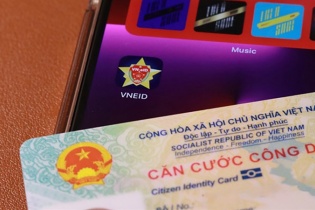 Music
VNEID
CỘNG HÒA XÃ HỘI CHỦ NGHĨA VIỆT NAM
Độc lập - Tự do - Hạnh phúc
SOCIALIST REPUBLIC OF VIET NAM
Independence - Freedom - Happiness
CĂN CƯỚC CÔNG D
Citizen Identity Card